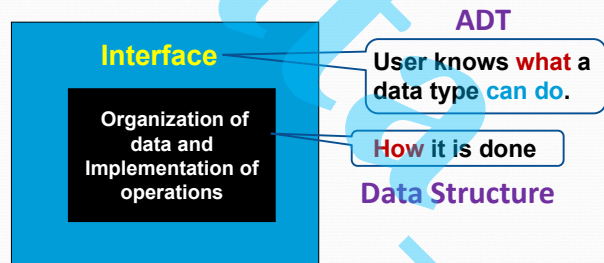 ADT
Interface
User knows what a
data type can do.
Organization of
data and
Implementation of
operations
How it is done
Data Structure